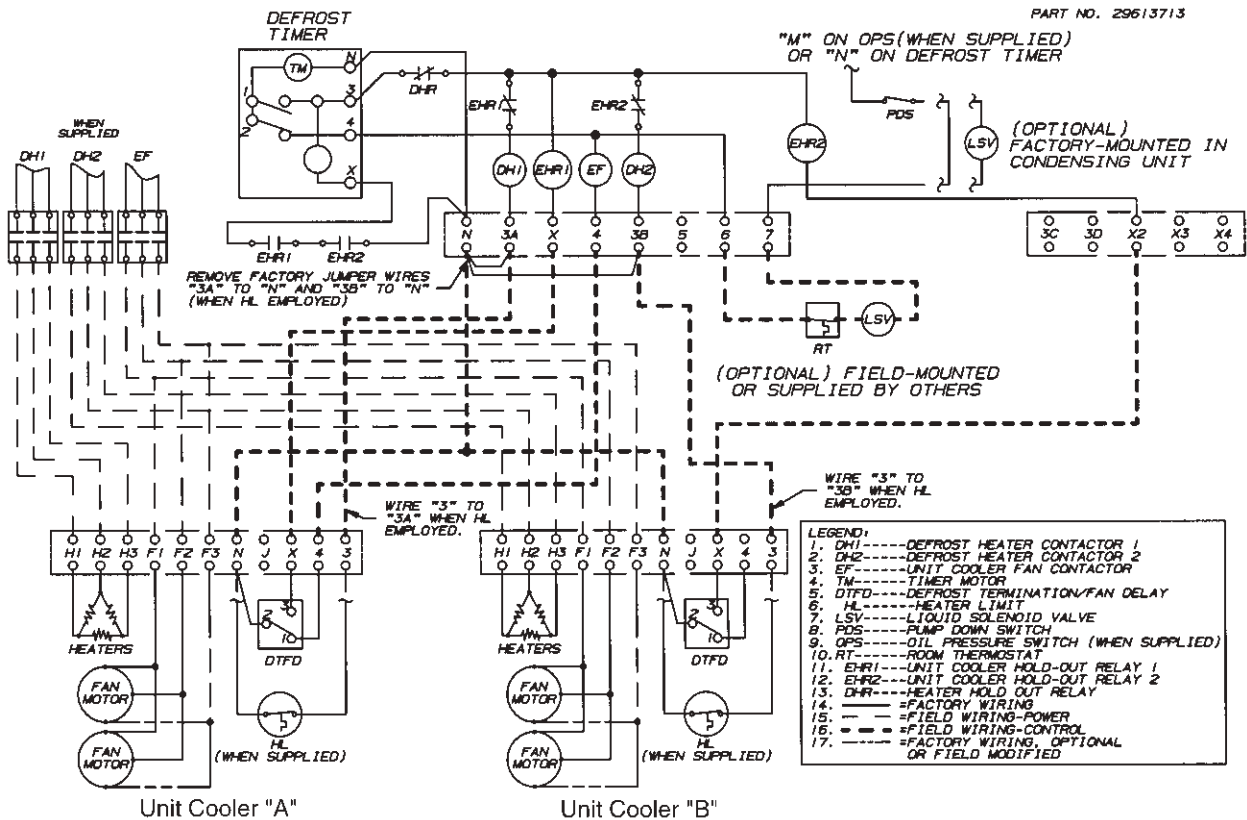 PART NO. 29613713
DEFROST
TIMER
"M" ON OPS (WHEN SUPPLIED)
OR "N" ON DEFROST TIMER
TM
N
1
3
2
4
X
DHR
EHR1
EHR2
DH1
EHR1
EF
DH2
EHR2
PDS
LSV
(OPTIONAL)
FACTORY-MOUNTED IN
CONDENSING UNIT
WHEN
SUPPLIED
DH1 DH2 EF
EHR1 EHR2
N 3A X 4 3B 5 6 7
3C 3D X2 X3 X4
REMOVE FACTORY JUMPER WIRES
"3A" TO "N" AND "3B" TO "N"
(WHEN HL EMPLOYED)
RT
LSV
(OPTIONAL) FIELD-MOUNTED
OR SUPPLIED BY OTHERS
WIRE "3" TO
"3A" WHEN HL
EMPLOYED.
WIRE "3" TO
"3B" WHEN HL
EMPLOYED.
H1 H2 H3 F1 F2 F3 N J X 4 3
H1 H2 H3 F1 F2 F3 N J X 4 3
HEATERS
2
3
1
DTFD
FAN
MOTOR
FAN
MOTOR
HL
(WHEN SUPPLIED)
Unit Cooler "A"
HEATERS
2
3
1
DTFD
FAN
MOTOR
FAN
MOTOR
HL
(WHEN SUPPLIED)
Unit Cooler "B"
LEGEND:
1. DH1-----DEFROST HEATER CONTACTOR 1
2. DH2-----DEFROST HEATER CONTACTOR 2
3. EF------UNIT COOLER FAN CONTACTOR
4. TM------TIMER MOTOR
5. DTFD----DEFROST TERMINATION/FAN DELAY
6. HL-----HEATER LIMIT
7. LSV-----LIQUID SOLENOID VALVE
8. PDS-----PUMP DOWN SWITCH
9. OPS-----OIL PRESSURE SWITCH (WHEN SUPPLIED)
10. RT-----ROOM THERMOSTAT
11. EHR1---UNIT COOLER HOLD-OUT RELAY 1
12. EHR2---UNIT COOLER HOLD-OUT RELAY 2
13. DHR----HEATER HOLD OUT RELAY
14. =FACTORY WIRING
15. =FIELD WIRING-POWER
16. =FIELD WIRING-CONTROL
17. =FACTORY WIRING, OPTIONAL
OR FIELD MODIFIED